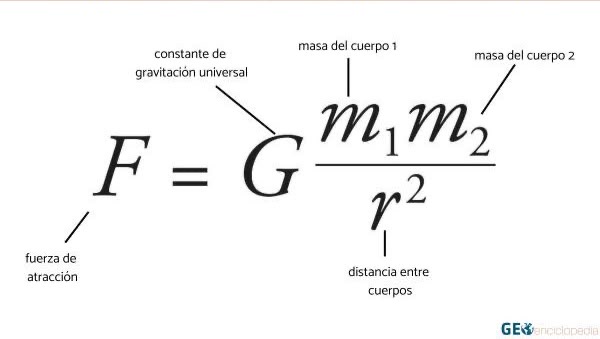 constante de
gravitación universal
masa del cuerpo 1
masa del cuerpo 2
F = G m₁m₂
r²
fuerza de
atracción
distancia entre
cuerpos
GEOenciclopedia